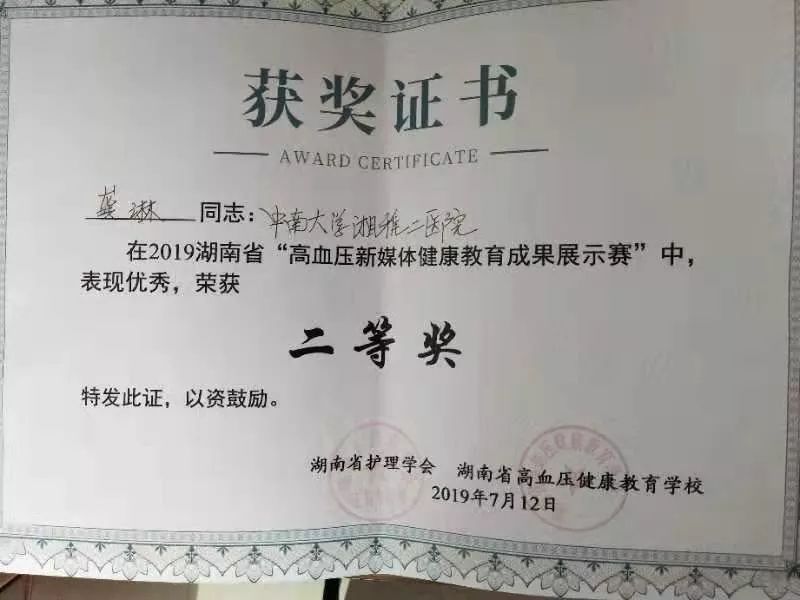 获奖证书
AWARD CERTIFICATE
龚琳 同志：中南大学湘雅二医院
在2019湖南省“高血压新媒体健康教育成果展示赛”中，
表现优秀，荣获
二等奖
特发此证，以资鼓励。
湖南省护理学会 湖南省高血压健康教育学校
2019年7月12日